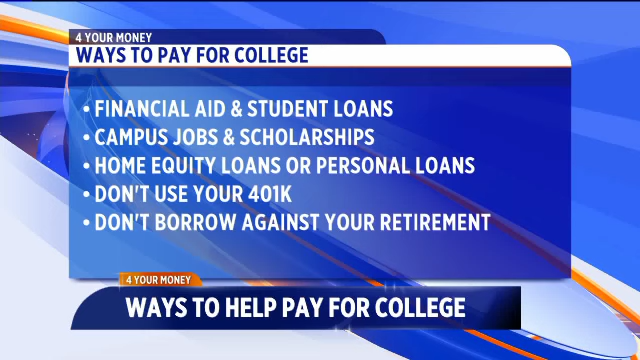 4 YOUR MONEY
WAYS TO PAY FOR COLLEGE
• FINANCIAL AID & STUDENT LOANS
• CAMPUS JOBS & SCHOLARSHIPS
• HOME EQUITY LOANS OR PERSONAL LOANS
• DON'T USE YOUR 401K
• DON'T BORROW AGAINST YOUR RETIREMENT
4 YOUR MONEY
WAYS TO HELP PAY FOR COLLEGE